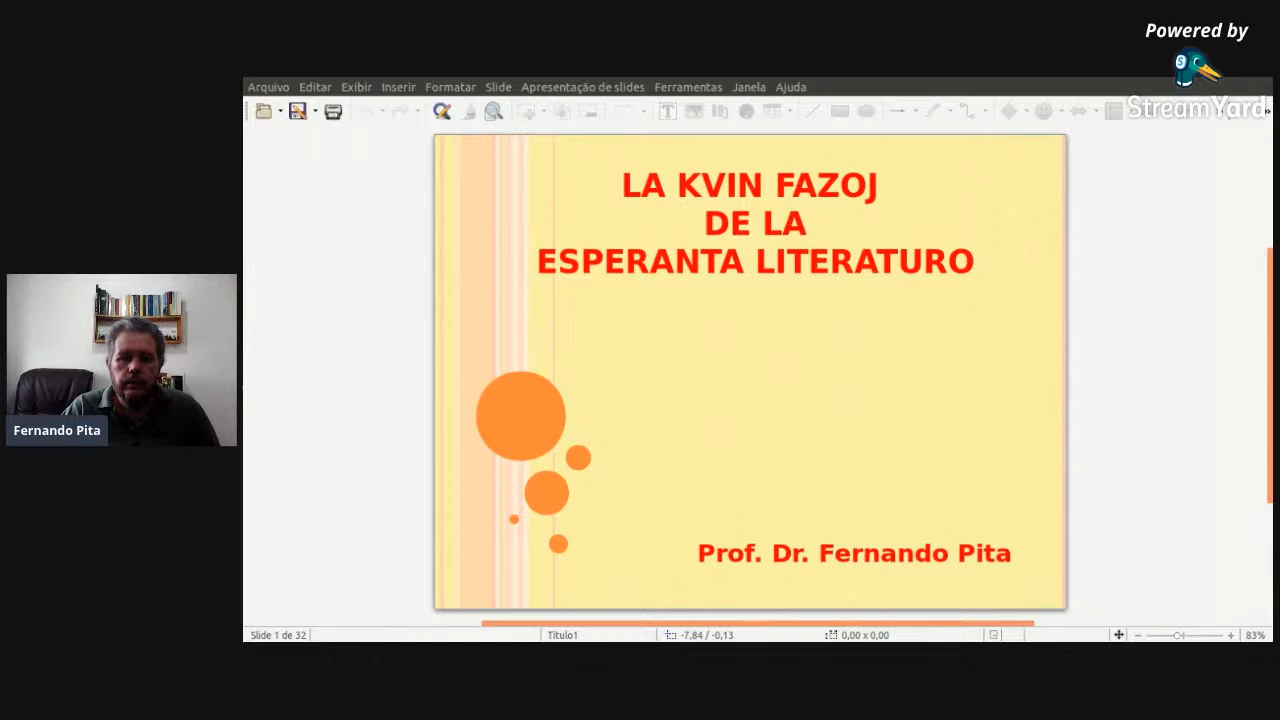 Powered by
StreamYard
Arquivo Editar Exibir Inserir Formatar Slide Apresentação de slides Ferramentas Janela Ajuda
LA KVIN FAZOJ
DE LA
ESPERANTA LITERATURO
Fernando Pita
Prof. Dr. Fernando Pita
Slide 1 de 32
Título1
-7,84 / -0,13
0,00 x 0,00
83%